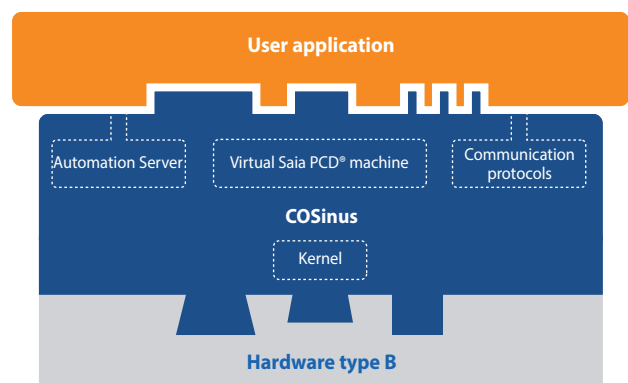 User application
Automation Server
Virtual Saia PCD® machine
Communication
protocols
COSinus
Kernel
Hardware type B